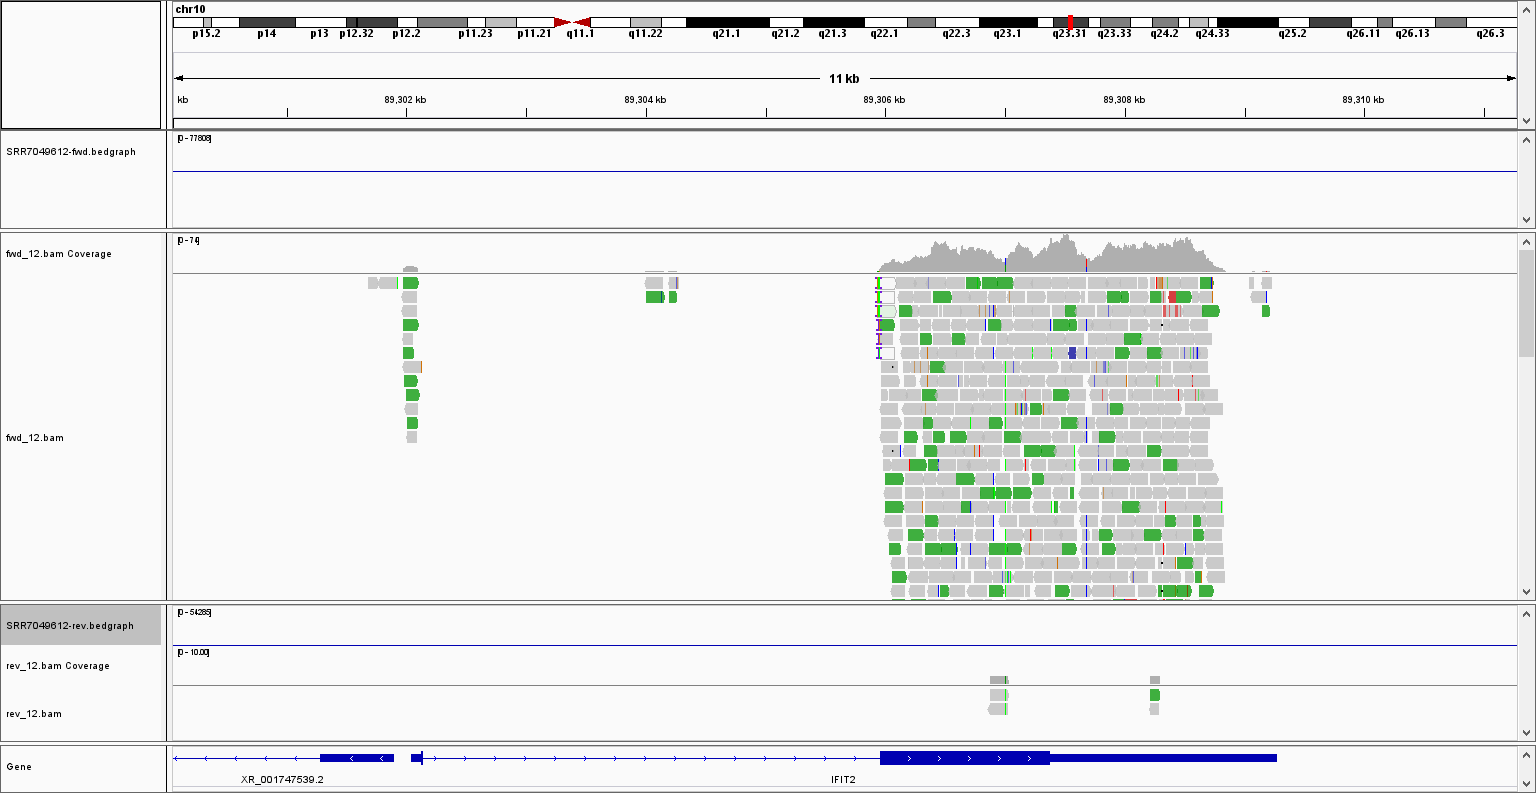 chr10
p15.2 p14 p13 p12.32 p12.2 p11.23 p11.21 q11.1 q11.22 q21.1 q21.2 q21.3 q22.1 q22.3 q23.1 q23.31 q23.33 q24.2 q24.33 q25.2 q26.11 q26.13 q26.3
11 kb
kb 89,302 kb 89,304 kb 89,306 kb 89,308 kb 89,310 kb
[0 - 77808]
SRR7049612-fwd.bedgraph
[0 - 74]
fwd_12.bam Coverage
fwd_12.bam
[0 - 54285]
SRR7049612-rev.bedgraph
[0 - 10.00]
rev_12.bam Coverage
rev_12.bam
Gene
XR_001747539.2 IFIT2